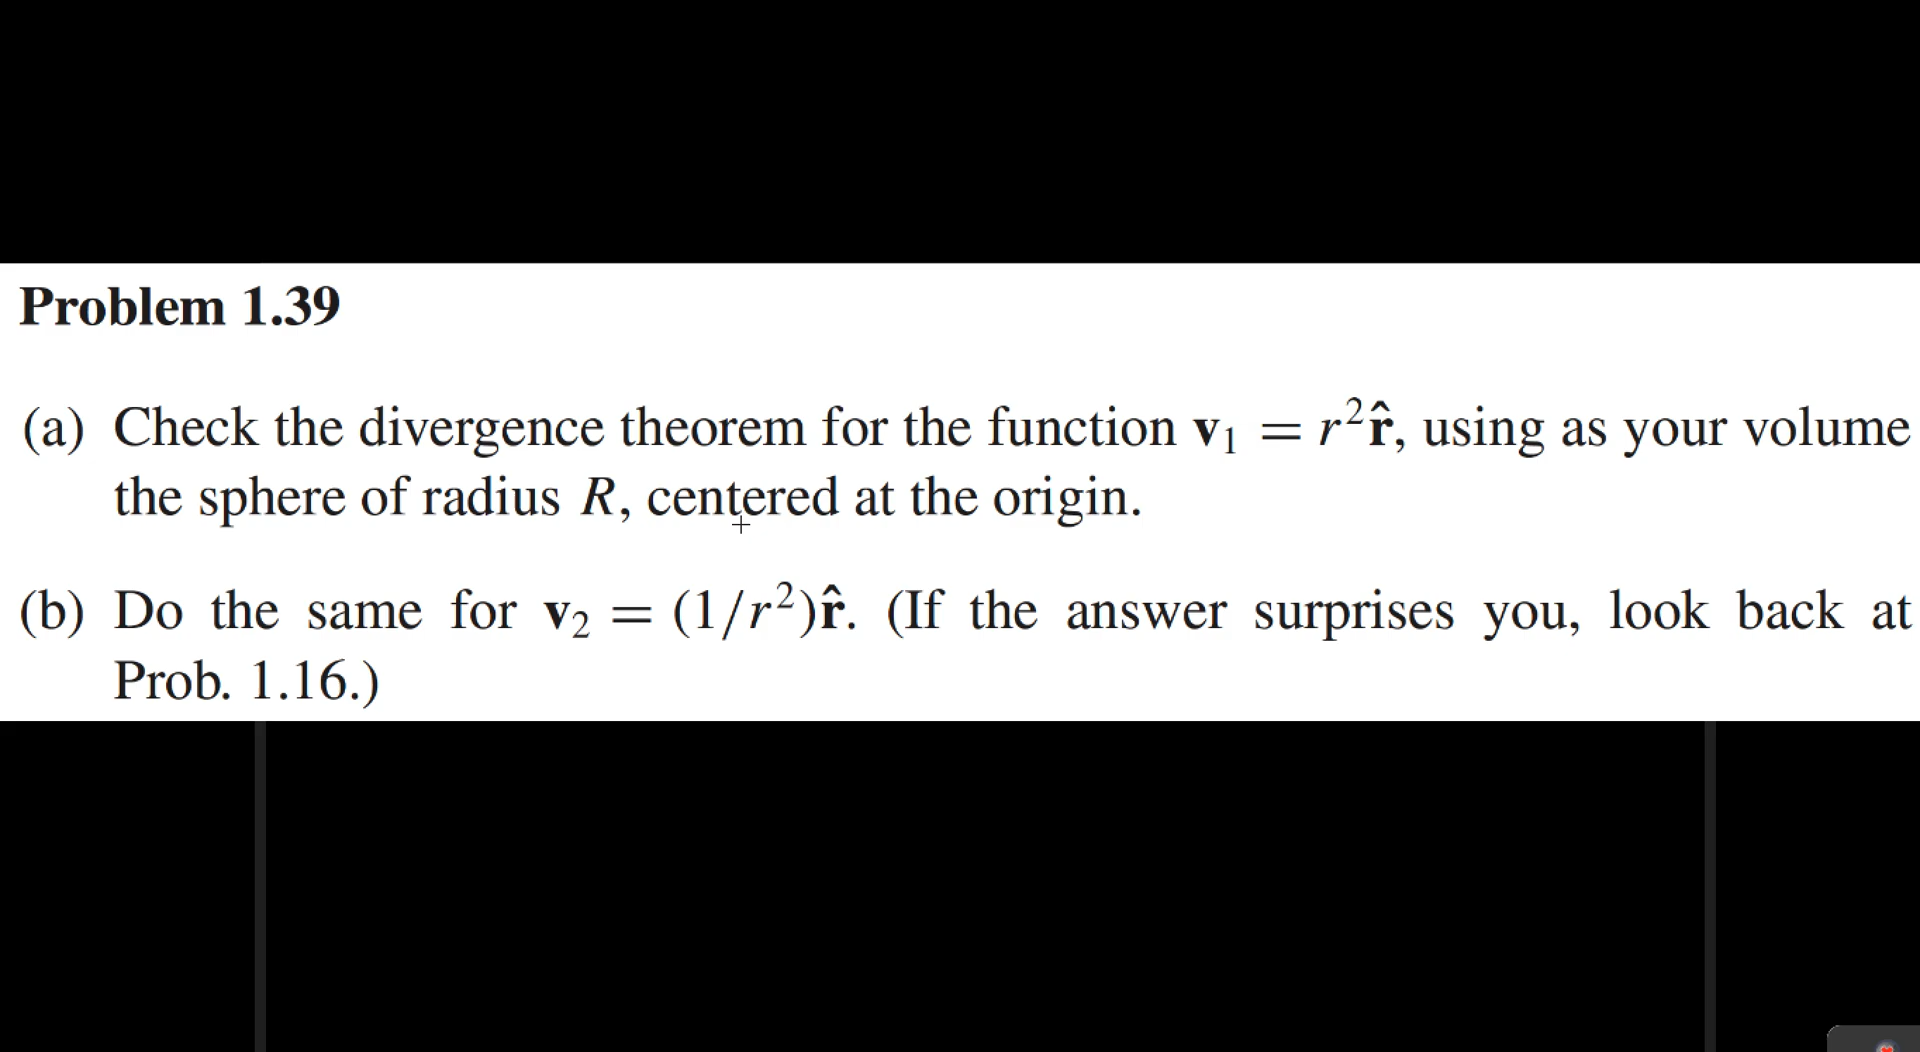 Problem 1.39
(a) Check the divergence theorem for the function v₁ = r²r̂, using as your volume
the sphere of radius R, centered at the origin.
(b) Do the same for v₂ = (1/r²)r̂. (If the answer surprises you, look back at
Prob. 1.16.)